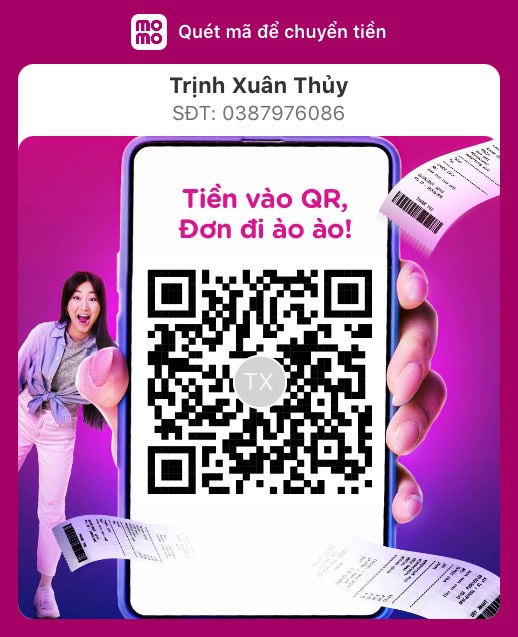 mo
mo
Quét mã để chuyển tiền
Trịnh Xuân Thủy
SĐT: 0387976086
Tiền vào QR,
Đơn đi ào ào!
TX